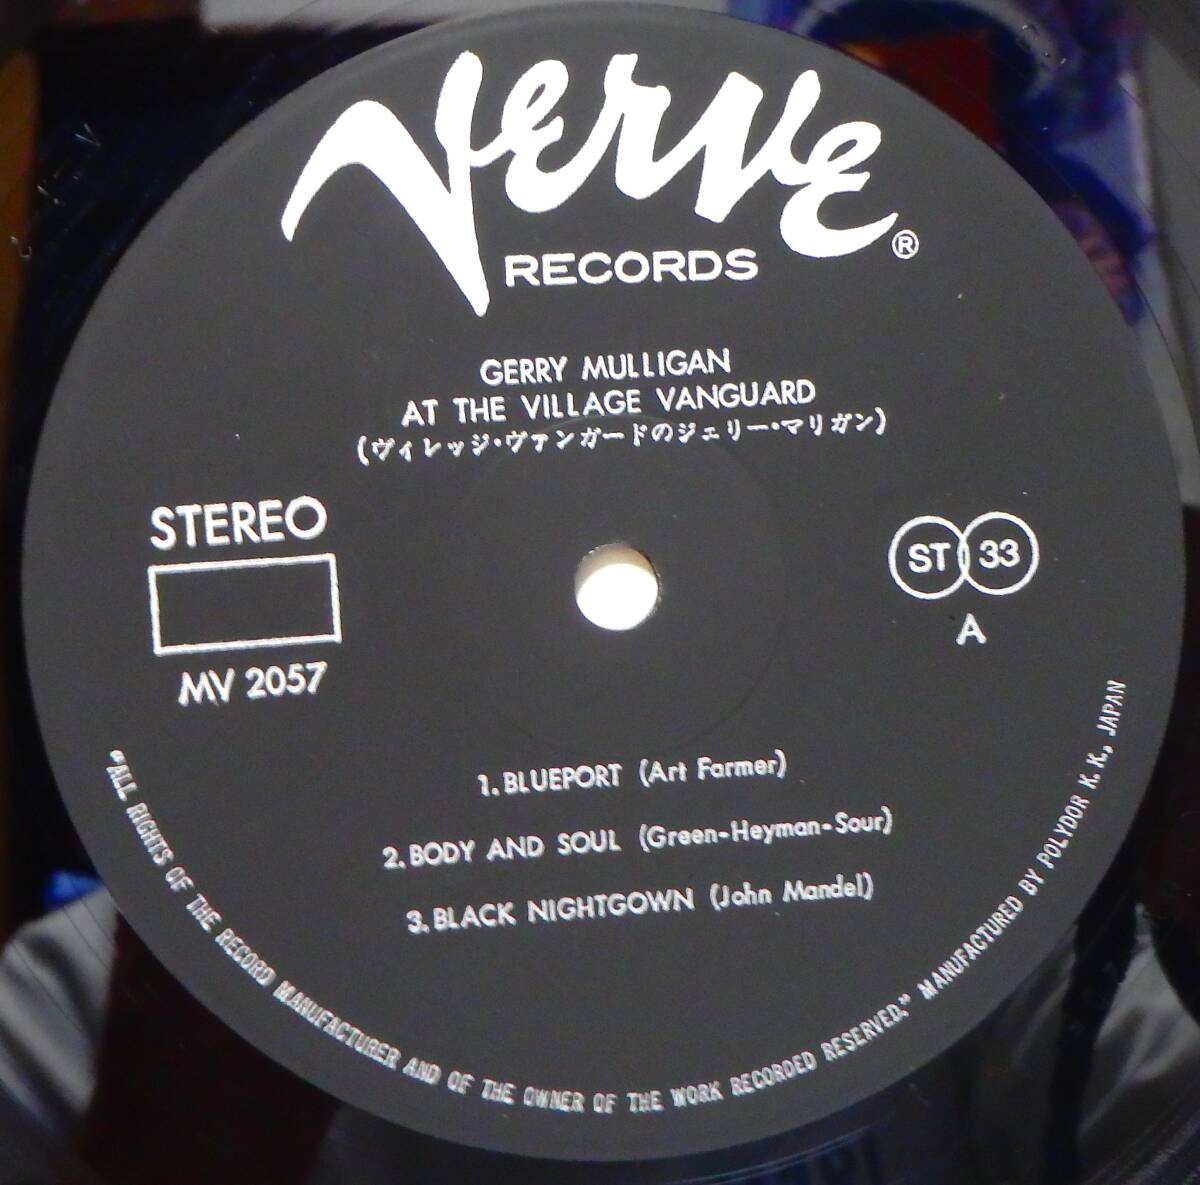 Verve
RECORDS ®
GERRY MULLIGAN
AT THE VILLAGE VANGUARD
(ヴィレッジ・ヴァンガードのジェリー・マリガン)
STEREO
MV 2057
ST 33
A
1. BLUEPORT (Art Farmer)
2. BODY AND SOUL (Green-Heyman-Sour)
3. BLACK NIGHTGOWN (John Mandel)
"ALL RIGHTS OF THE RECORD MANUFACTURER AND OF THE OWNER OF THE WORK RECORDED RESERVED," MANUFACTURED BY POLYDOR K. K., JAPAN